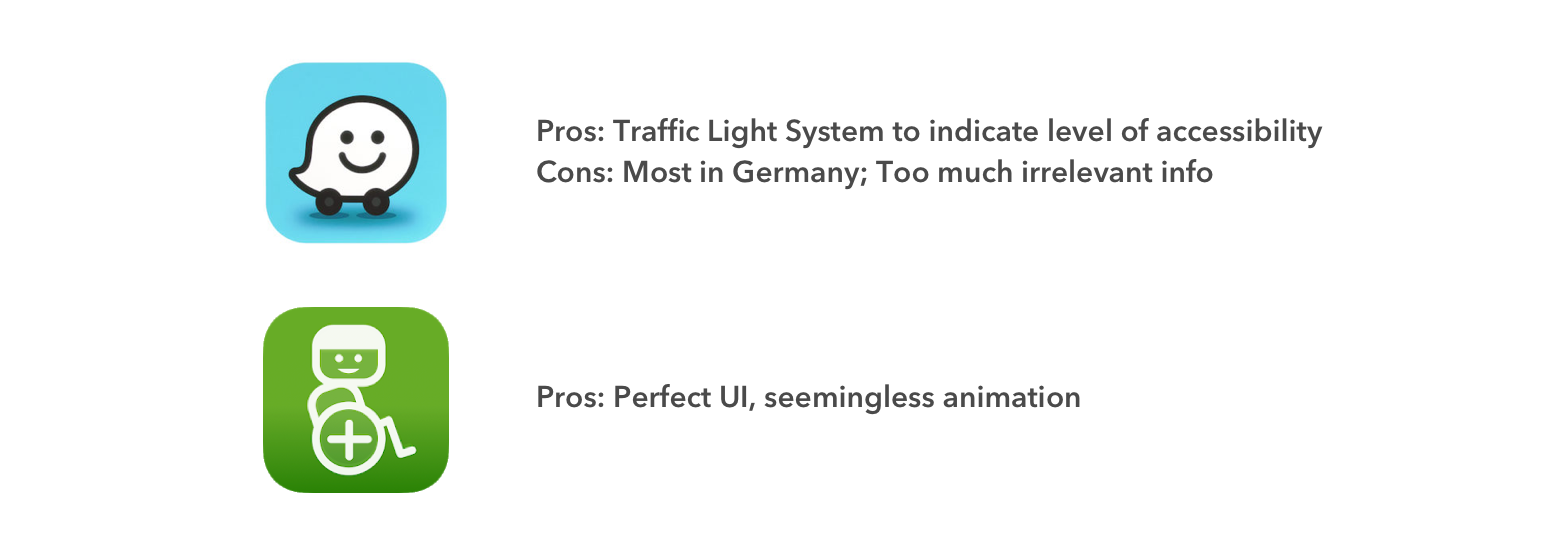 Pros: Traffic Light System to indicate level of accessibility
Cons: Most in Germany; Too much irrelevant info
Pros: Perfect UI, seemingless animation